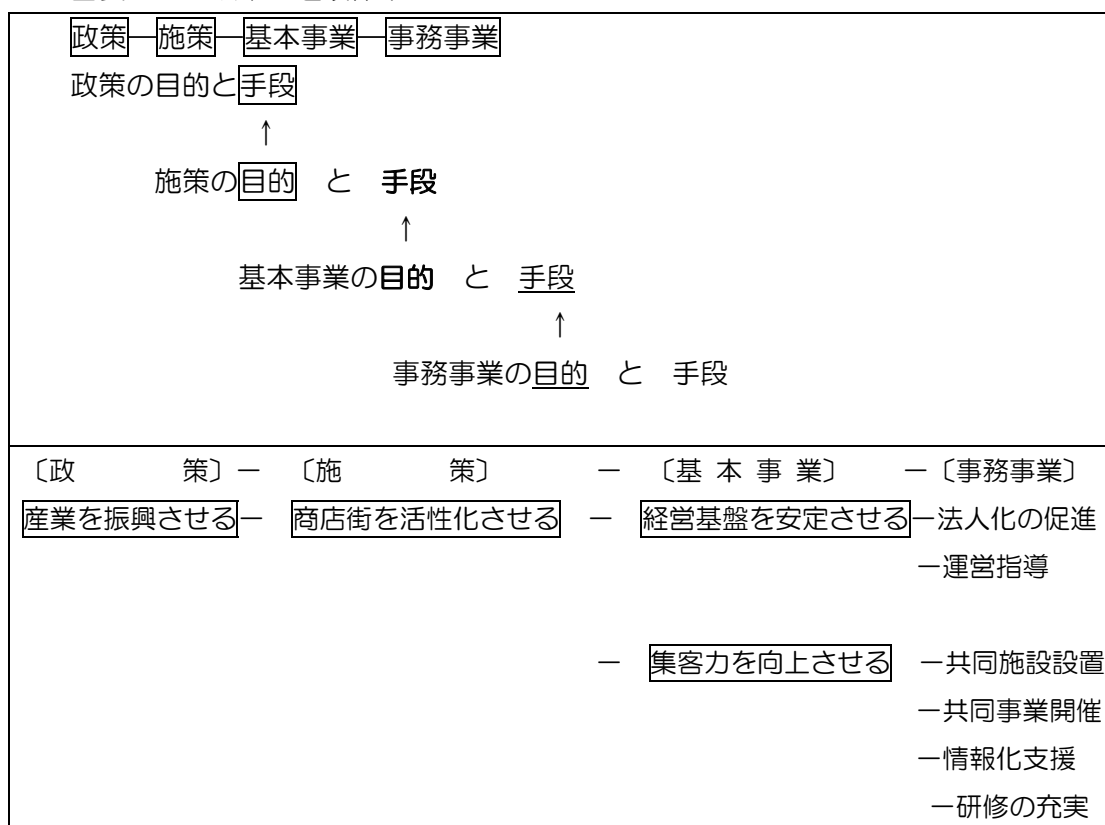 政策―施策―基本事業―事務事業
政策の目的と手段
↑
施策の目的 と 手段
↑
基本事業の目的 と 手段
↑
事務事業の目的 と 手段
〔政 策〕－ 〔施 策〕 － 〔基 本 事 業〕 －〔事務事業〕
産業を振興させる－ 商店街を活性化させる － 経営基盤を安定させる－法人化の促進
－運営指導
－ 集客力を向上させる －共同施設設置
－共同事業開催
－情報化支援
－研修の充実